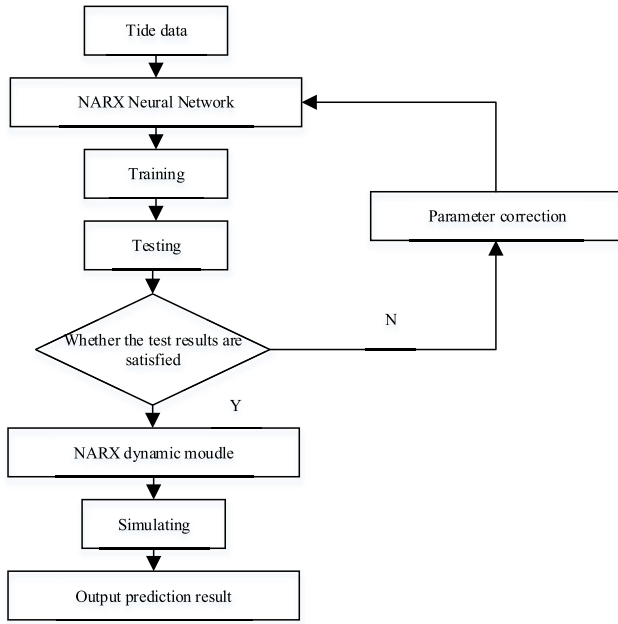 Tide data
NARX Neural Network
Training
Parameter correction
Testing
N
Whether the test results are
satisfied
Y
NARX dynamic moudle
Simulating
Output prediction result